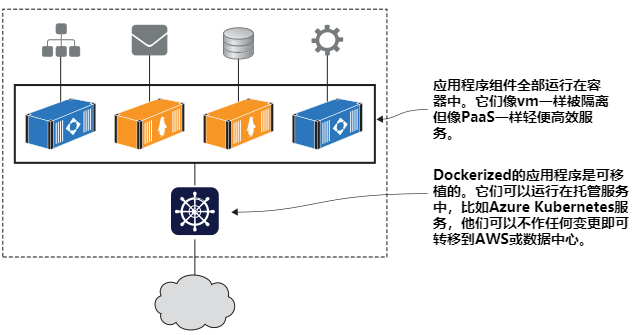 应用程序组件全部运行在容
器中。它们像vm一样被隔离
但像PaaS一样轻便高效服
务。
Dockerized的应用程序是可移
植的。它们可以运行在托管服务
中，比如Azure Kubernetes服
务，他们可以不作任何变更即可
转移到AWS或数据中心。